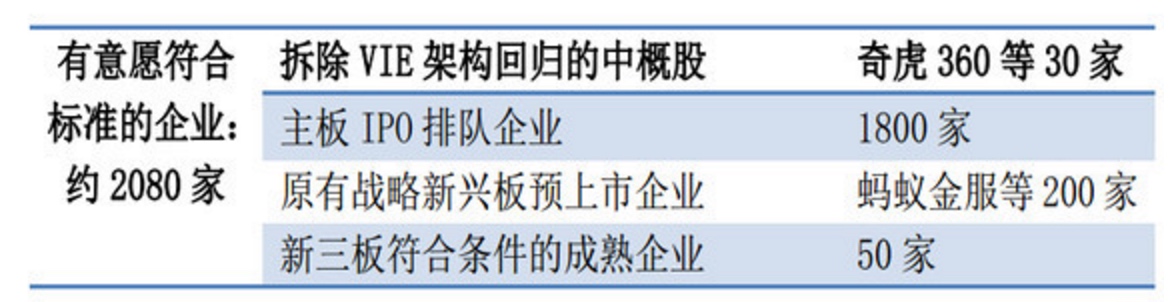 有意愿符合
标准的企业：
约 2080 家
拆除 VIE 架构回归的中概股 奇虎 360 等 30 家
主板 IPO 排队企业 1800 家
原有战略新兴板预上市企业 蚂蚁金服等 200 家
新三板符合条件的成熟企业 50 家